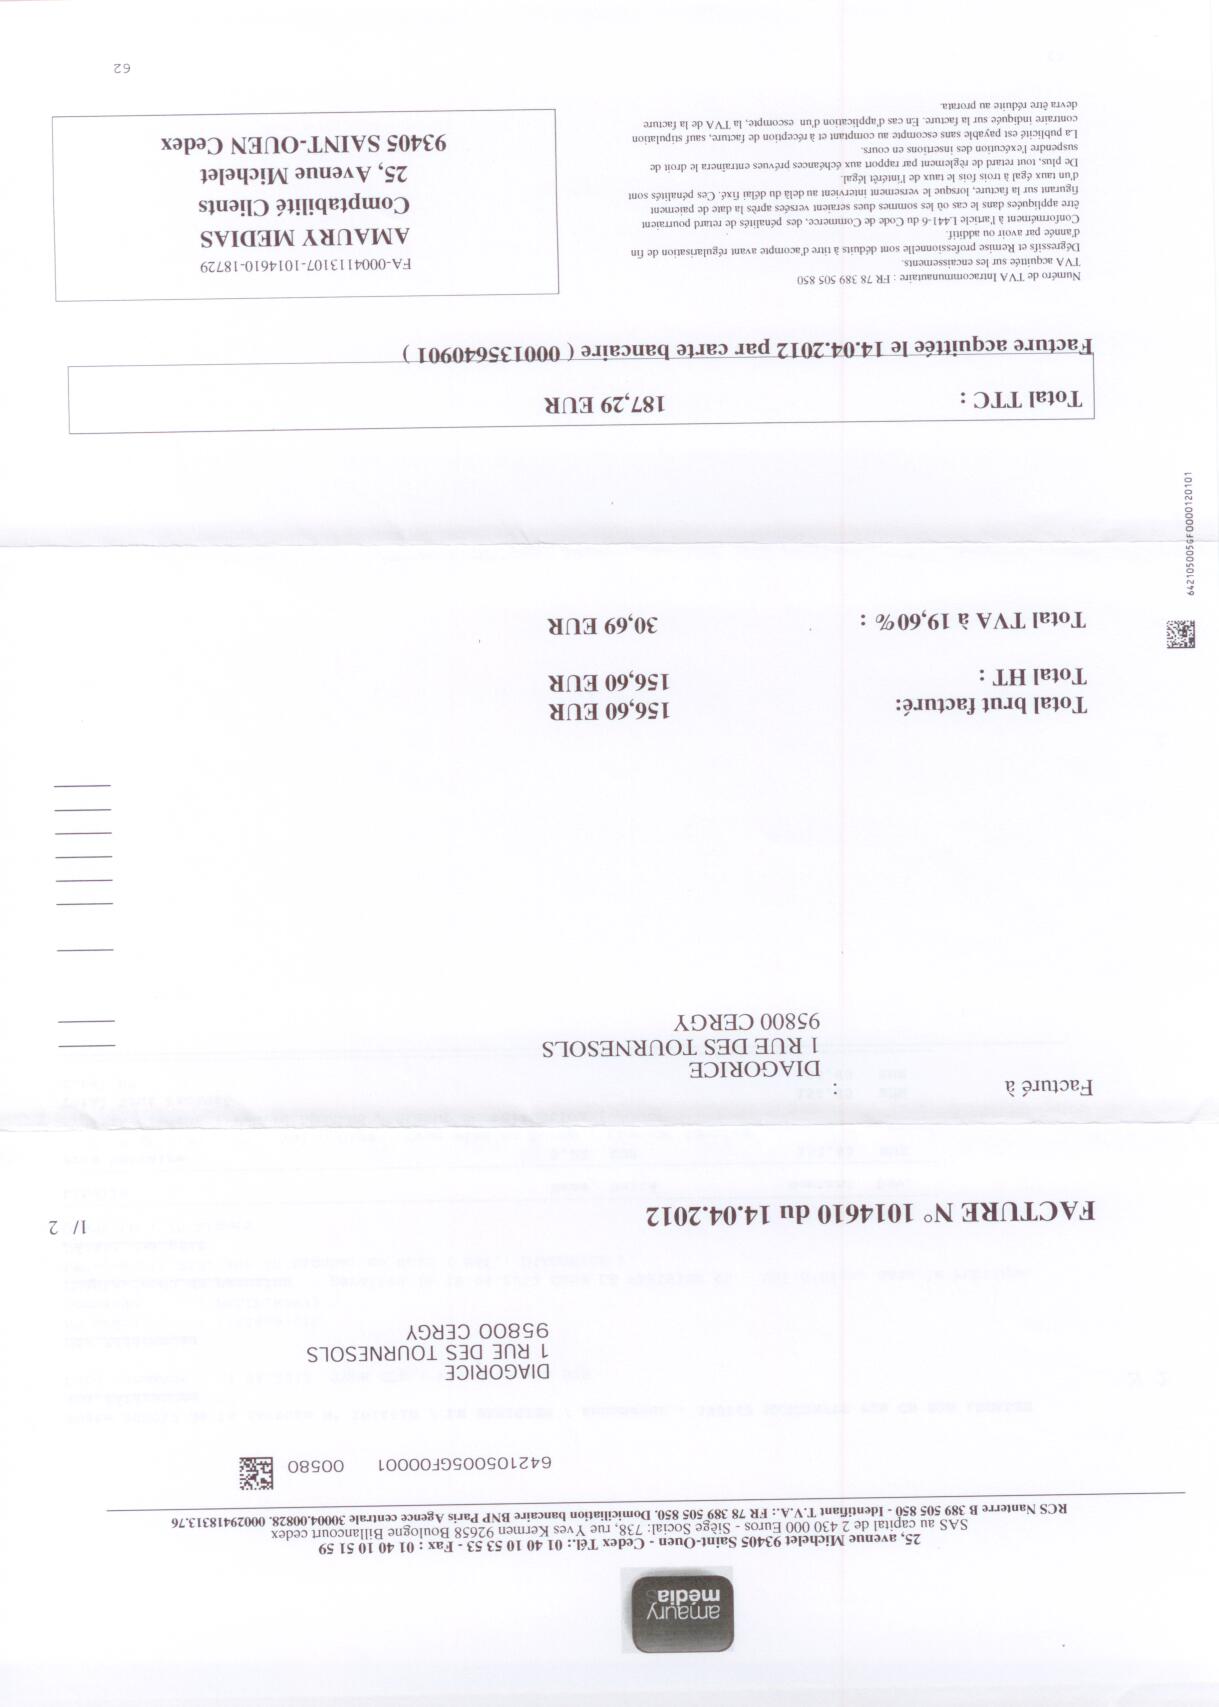 amaury
médias
25, avenue Michelet 93405 Saint-Ouen - Cedex Tél.: 01 40 10 53 53 - Fax : 01 40 10 51 59
SAS au capital de 2 430 000 Euros - Siège Social: 738, rue Yves Kermen 92658 Boulogne Billancourt cedex
RCS Nanterre B 389 505 850 - Identifiant T.V.A.: FR 78 389 505 850. Domiciliation bancaire BNP Paris Agence centrale 30004.00828. 00029418313.76
642105005GF00001 00580
DIAGORICE
1 RUE DES TOURNESOLS
95800 CERGY
FACTURE N° 1014610 du 14.04.2012
1/ 2
Facturé à :
DIAGORICE
1 RUE DES TOURNESOLS
95800 CERGY
Total brut facturé: 156,60 EUR
Total HT : 156,60 EUR
Total TVA à 19,60% : 30,69 EUR
642105005GF0000120101
Total TTC : 187,29 EUR
Facture acquittée le 14.04.2012 par carte bancaire ( 000135640901 )
Numéro de TVA Intracommunautaire : FR 78 389 505 850
TVA acquittée sur les encaissements.
Dégressifs et Remise professionnelle sont déduits à titre d'acompte avant régularisation de fin
d'année par avoir ou additif.
Conformément à l'article L441-6 du Code de Commerce, des pénalités de retard pourraient
être appliquées dans le cas où les sommes dues seraient versées après la date de paiement
figurant sur la facture, lorsque le versement intervient au delà du délai fixé. Ces pénalités sont
d'un taux égal à trois fois le taux de l'intérêt légal.
De plus, tout retard de règlement par rapport aux échéances prévues entrainera le droit de
suspendre l'exécution des insertions en cours.
La publicité est payable sans escompte au comptant et à réception de facture, sauf stipulation
contraire indiquée sur la facture. En cas d'application d'un escompte, la TVA de la facture
devra être réduite au prorata.
FA-0004113107-1014610-18729
AMAURY MEDIAS
Comptabilité Clients
25, Avenue Michelet
93405 SAINT-OUEN Cedex
62